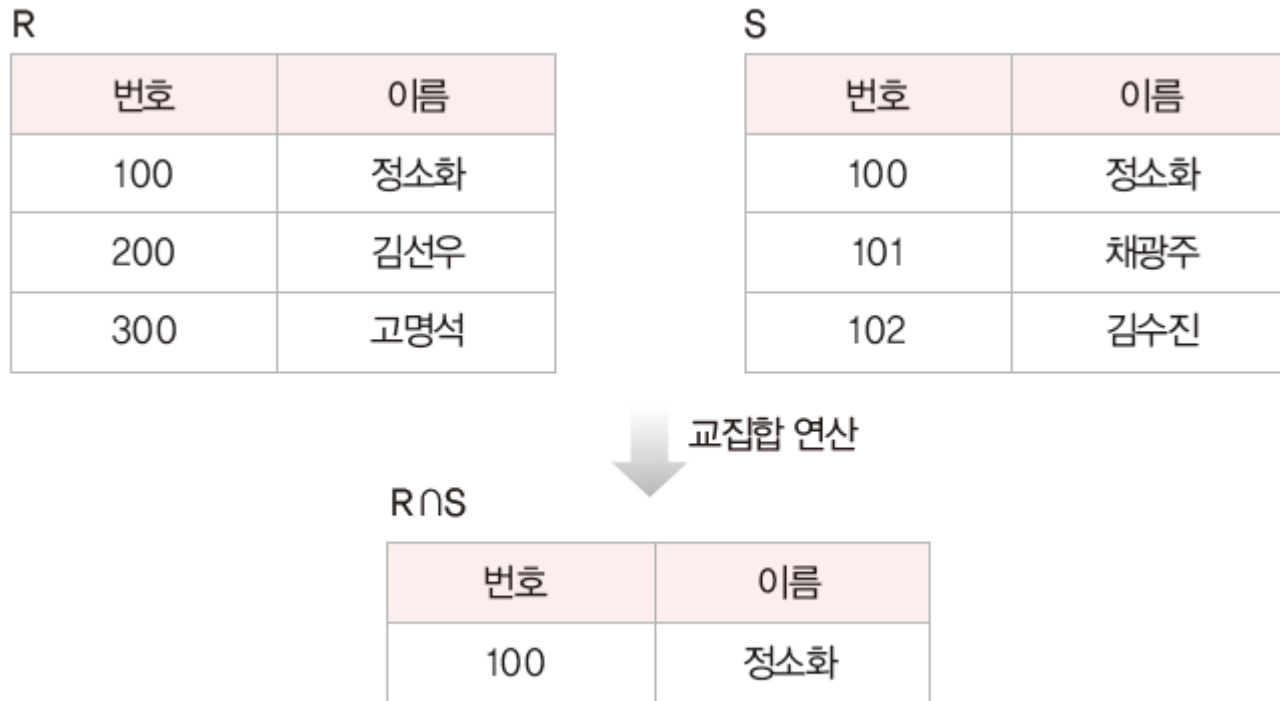 R S
번호 이름 번호 이름
100 정소화 100 정소화
200 김선우 101 채광주
300 고명석 102 김수진
교집합 연산
R∩S
번호 이름
100 정소화